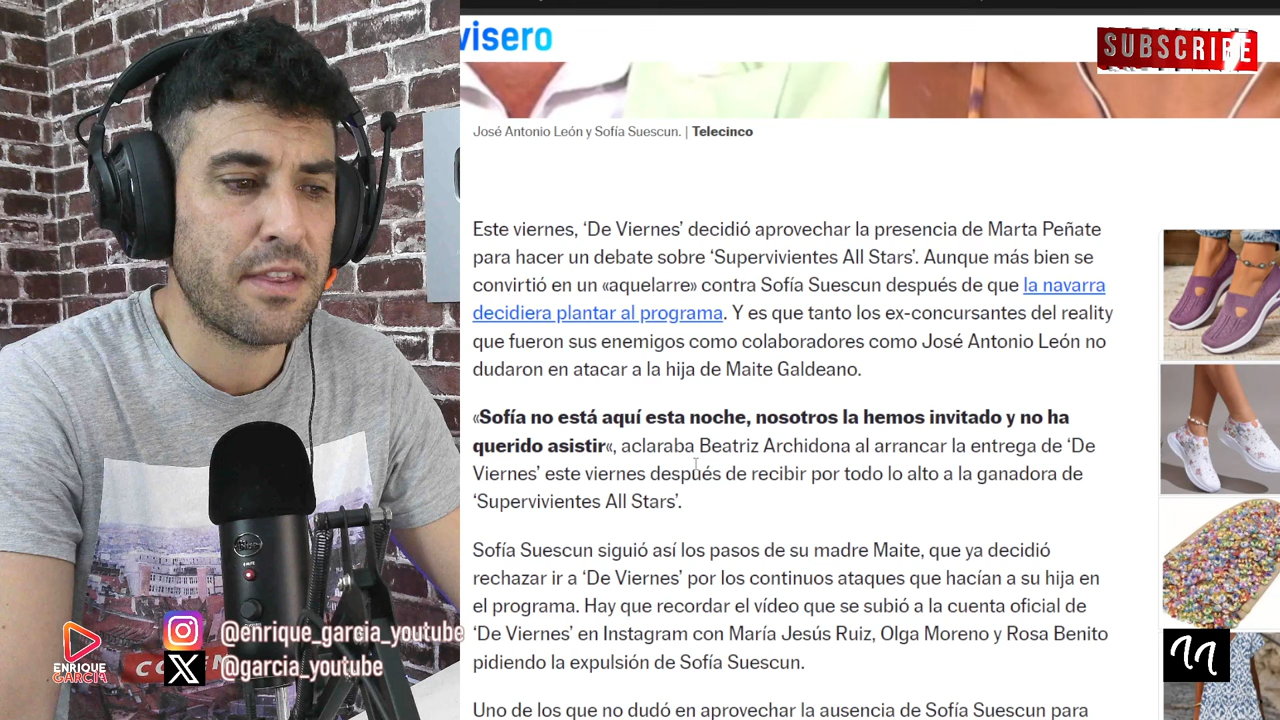 visero
SUBSCRIBE
José Antonio León y Sofía Suescun. | Telecinco
Este viernes, ‘De Viernes’ decidió aprovechar la presencia de Marta Peñate
para hacer un debate sobre ‘Supervivientes All Stars’. Aunque más bien se
convirtió en un «aquelarre» contra Sofía Suescun después de que la navarra
decidiera plantar al programa. Y es que tanto los ex-concursantes del reality
que fueron sus enemigos como colaboradores como José Antonio León no
dudaron en atacar a la hija de Maite Galdeano.
«Sofía no está aquí esta noche, nosotros la hemos invitado y no ha
querido asistir«, aclaraba Beatriz Archidona al arrancar la entrega de ‘De
Viernes’ este viernes después de recibir por todo lo alto a la ganadora de
‘Supervivientes All Stars’.
Sofía Suescun siguió así los pasos de su madre Maite, que ya decidió
rechazar ir a ‘De Viernes’ por los continuos ataques que hacían a su hija en
el programa. Hay que recordar el vídeo que se subió a la cuenta oficial de
‘De Viernes’ en Instagram con María Jesús Ruiz, Olga Moreno y Rosa Benito
pidiendo la expulsión de Sofía Suescun.
Uno de los que no dudó en aprovechar la ausencia de Sofía Suescun para
@enrique_garcia_youtube
@garcia_youtube
ENRIQUE
GARCIA